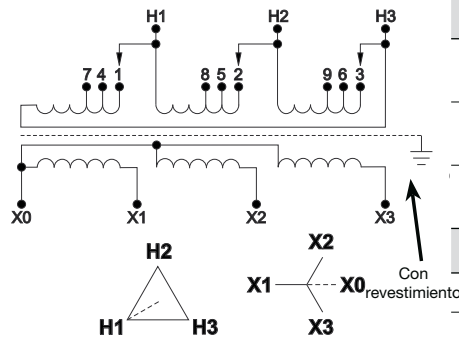 H1 H2 H3
7 4 1 8 5 2 9 6 3
X0 X1 X2 X3
H2
H1 H3
X2
X1 X0
X3
Con
revestimiento